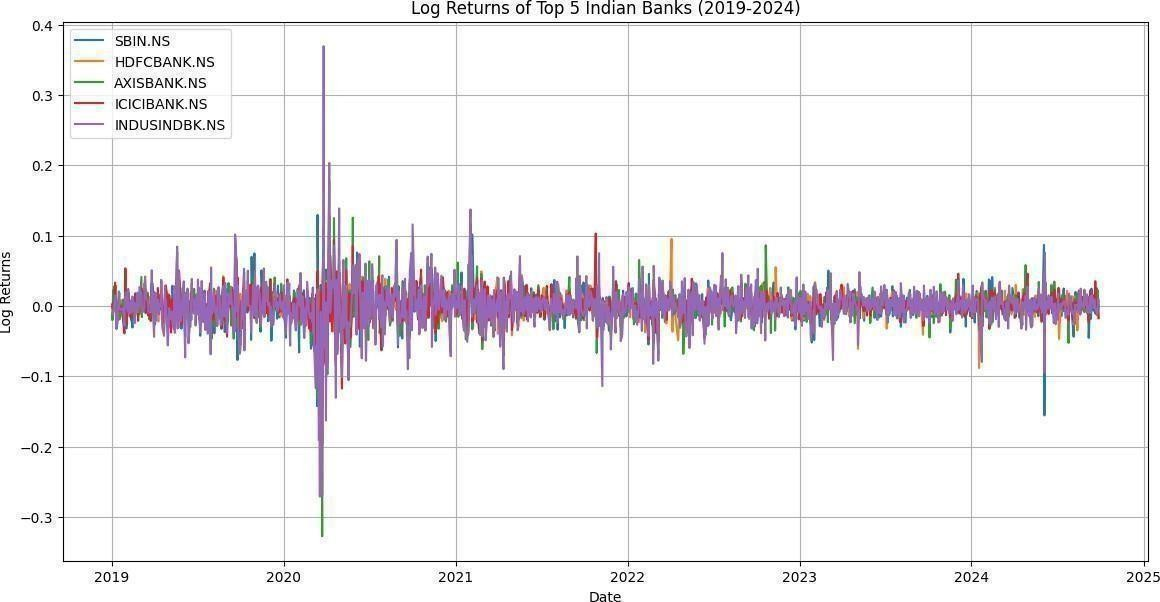 Log Returns of Top 5 Indian Banks (2019-2024)
SBIN.NS
HDFCBANK.NS
AXISBANK.NS
ICICIBANK.NS
INDUSINDBK.NS
Log Returns
0.4
0.3
0.2
0.1
0.0
−0.1
−0.2
−0.3
2019 2020 2021 2022 2023 2024 2025
Date